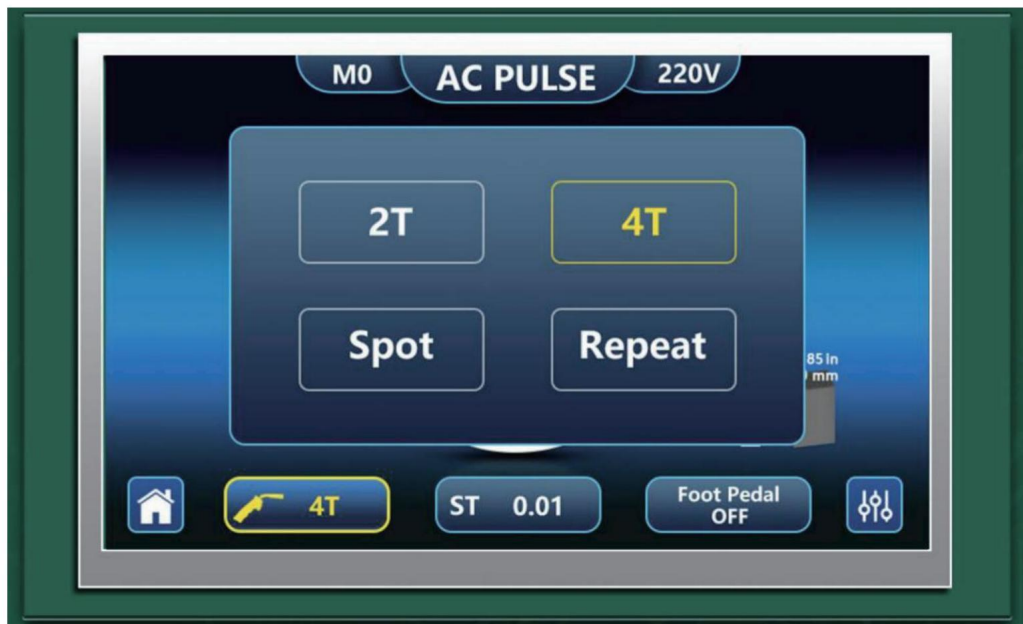 M0
AC PULSE
220V
2T
4T
Spot
Repeat
85 in
mm
4T
ST 0.01
Foot Pedal
OFF